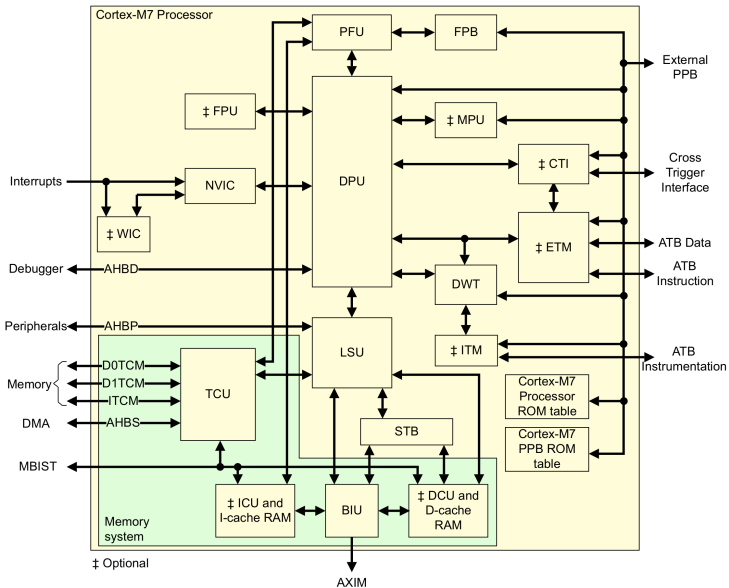 Cortex-M7 Processor
PFU
FPB
External
PPB
‡ FPU
DPU
‡ MPU
‡ CTI
Cross
Trigger
Interface
Interrupts
NVIC
‡ WIC
‡ ETM
ATB Data
ATB
Instruction
Debugger
AHBD
DWT
Peripherals
AHBP
LSU
‡ ITM
ATB
Instrumentation
Memory
D0TCM
D1TCM
ITCM
TCU
DMA
AHBS
Cortex-M7
Processor
ROM table
STB
Cortex-M7
PPB ROM
table
MBIST
‡ ICU and
I-cache RAM
BIU
‡ DCU and
D-cache
RAM
Memory
system
‡ Optional
AXIM